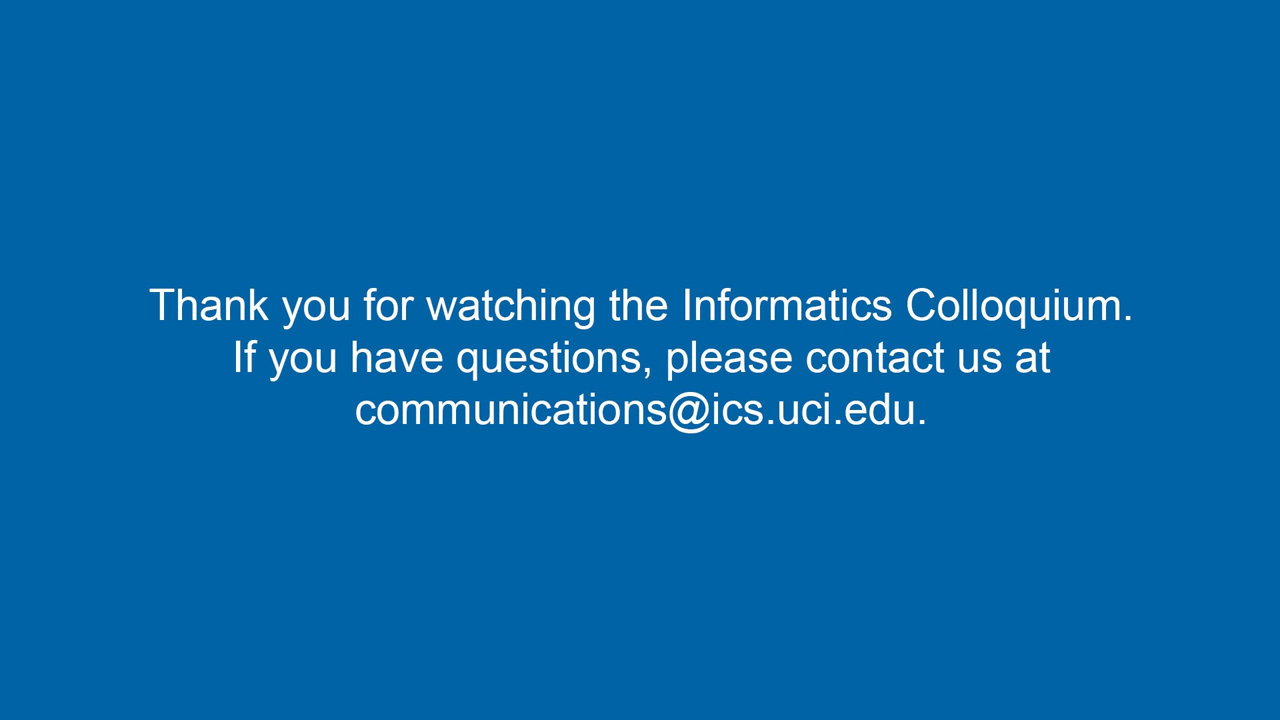 Thank you for watching the Informatics Colloquium.
If you have questions, please contact us at
communications@ics.uci.edu.